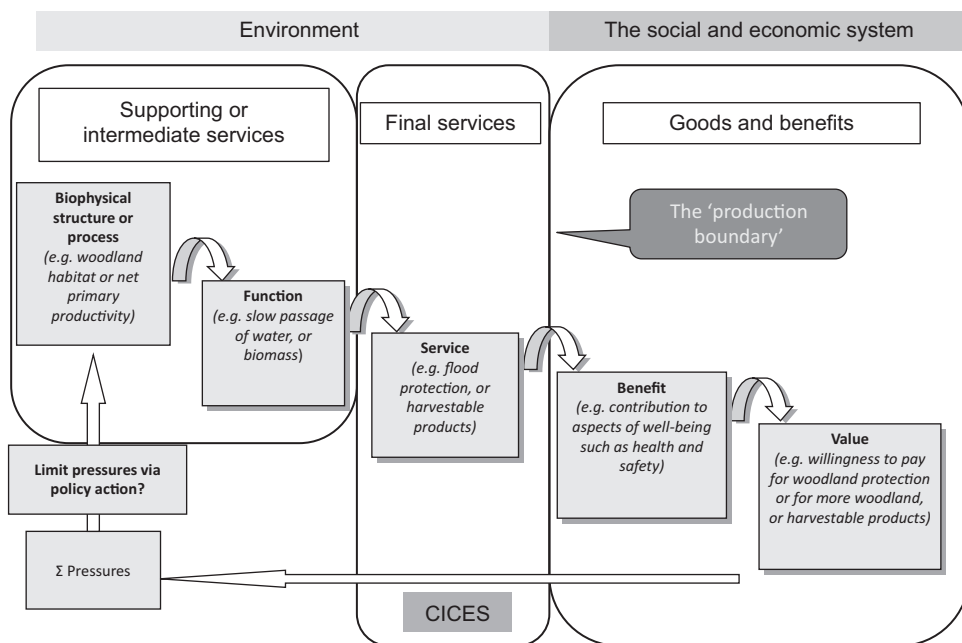 Environment
The social and economic system
Supporting or
intermediate services
Final services
Goods and benefits
Biophysical
structure or
process
(e.g. woodland
habitat or net
primary
productivity)
The ‘production
boundary’
Function
(e.g. slow passage
of water, or
biomass)
Service
(e.g. flood
protection, or
harvestable
products)
Benefit
(e.g. contribution to
aspects of well-being
such as health and
safety)
Value
(e.g. willingness to pay
for woodland protection
or for more woodland,
or harvestable products)
Limit pressures via
policy action?
Σ Pressures
CICES